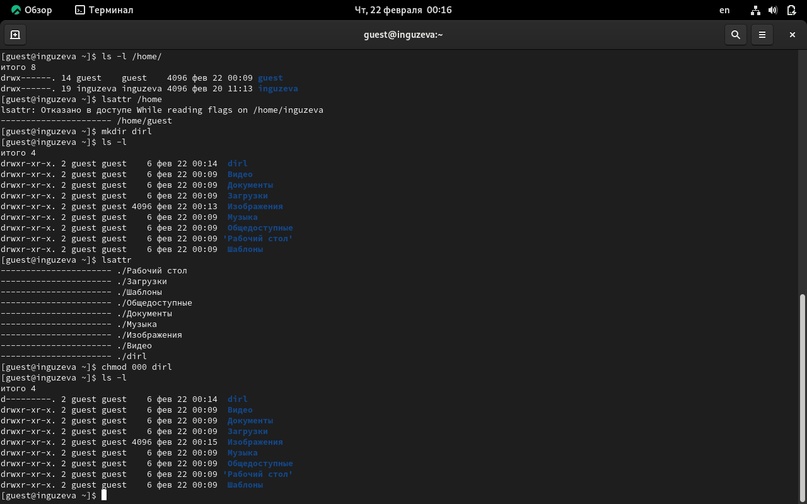 Обзор Терминал Чт, 22 февраля 00:16 en
guest@inguzeva:~
[guest@inguzeva ~]$ ls -l /home/
итого 8
drwx------. 14 guest    guest    4096 фев 22 00:09 guest
drwx------. 19 inguzeva inguzeva 4096 фев 20 11:13 inguzeva
[guest@inguzeva ~]$ lsattr /home
lsattr: Отказано в доступе While reading flags on /home/inguzeva
---------------------- /home/guest
[guest@inguzeva ~]$ mkdir dirl
[guest@inguzeva ~]$ ls -l
итого 4
drwxr-xr-x. 2 guest guest    6 фев 22 00:14  dirl
drwxr-xr-x. 2 guest guest    6 фев 22 00:09  Видео
drwxr-xr-x. 2 guest guest    6 фев 22 00:09  Документы
drwxr-xr-x. 2 guest guest    6 фев 22 00:09  Загрузки
drwxr-xr-x. 2 guest guest 4096 фев 22 00:13  Изображения
drwxr-xr-x. 2 guest guest    6 фев 22 00:09  Музыка
drwxr-xr-x. 2 guest guest    6 фев 22 00:09  Общедоступные
drwxr-xr-x. 2 guest guest    6 фев 22 00:09 'Рабочий стол'
drwxr-xr-x. 2 guest guest    6 фев 22 00:09  Шаблоны
[guest@inguzeva ~]$ lsattr
---------------------- ./Рабочий стол
---------------------- ./Загрузки
---------------------- ./Шаблоны
---------------------- ./Общедоступные
---------------------- ./Документы
---------------------- ./Музыка
---------------------- ./Изображения
---------------------- ./Видео
---------------------- ./dirl
[guest@inguzeva ~]$ chmod 000 dirl
[guest@inguzeva ~]$ ls -l
итого 4
d---------. 2 guest guest    6 фев 22 00:14  dirl
drwxr-xr-x. 2 guest guest    6 фев 22 00:09  Видео
drwxr-xr-x. 2 guest guest    6 фев 22 00:09  Документы
drwxr-xr-x. 2 guest guest    6 фев 22 00:09  Загрузки
drwxr-xr-x. 2 guest guest 4096 фев 22 00:15  Изображения
drwxr-xr-x. 2 guest guest    6 фев 22 00:09  Музыка
drwxr-xr-x. 2 guest guest    6 фев 22 00:09  Общедоступные
drwxr-xr-x. 2 guest guest    6 фев 22 00:09 'Рабочий стол'
drwxr-xr-x. 2 guest guest    6 фев 22 00:09  Шаблоны
[guest@inguzeva ~]$